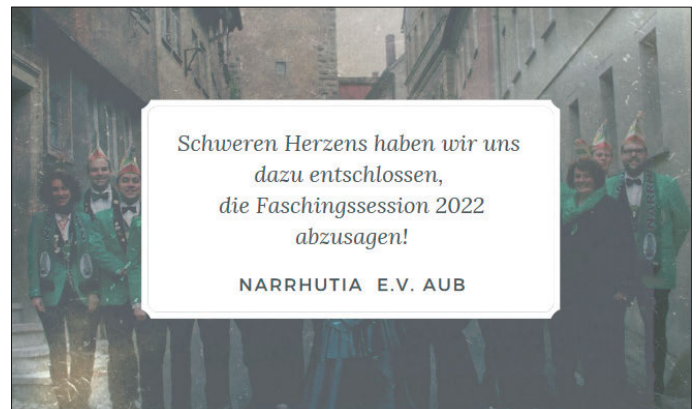 Schweren Herzens haben wir uns
dazu entschlossen,
die Faschingssession 2022
abzusagen!
NARRHUTIA E.V. AUB